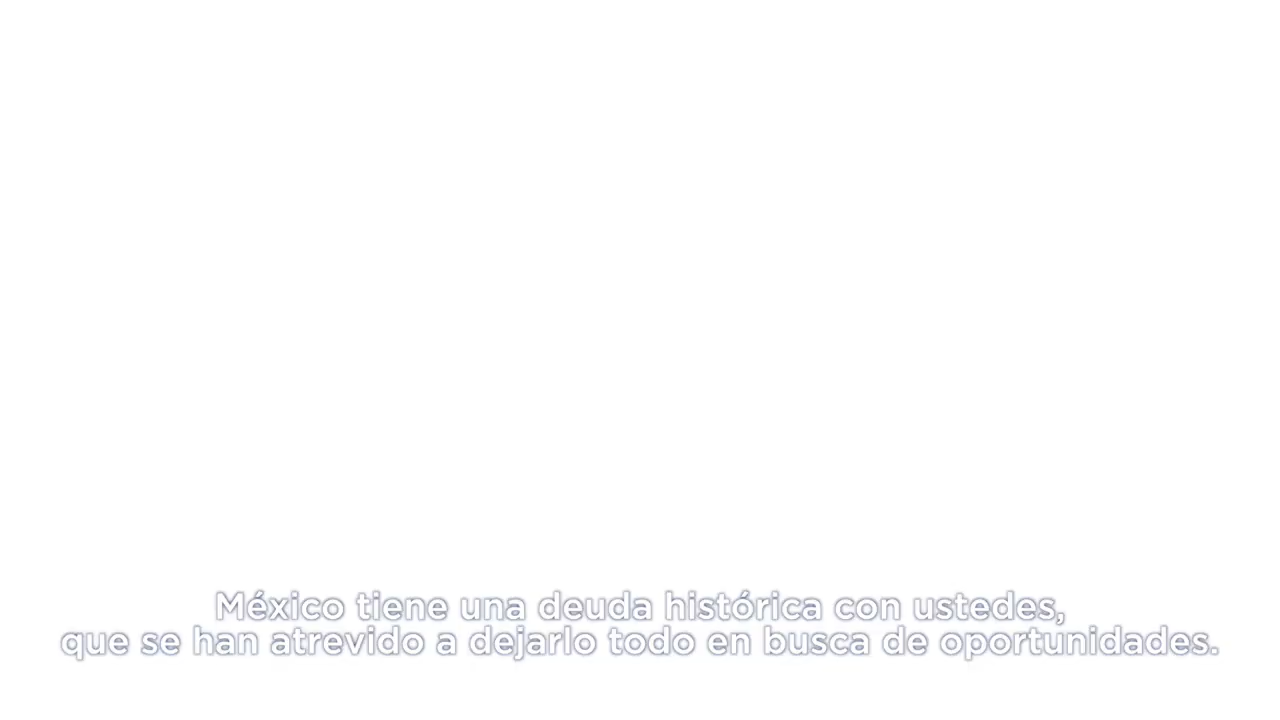 México tiene una deuda histórica con ustedes,
que se han atrevido a dejarlo todo en busca de oportunidades.